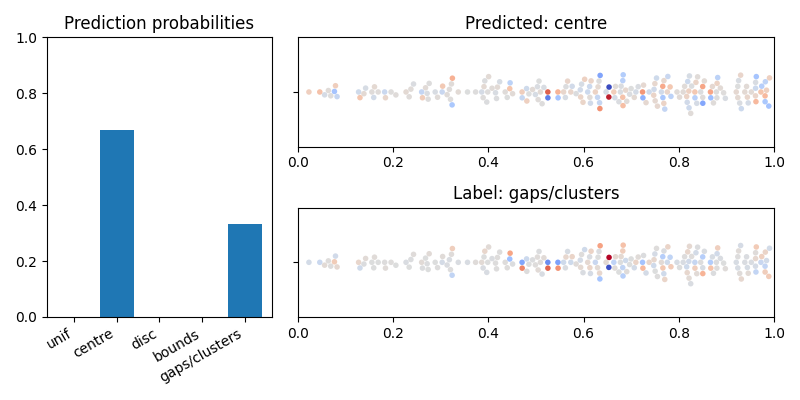 Prediction probabilities
1.0
0.8
0.6
0.4
0.2
0.0
unif
centre
disc
bounds
gaps/clusters
Predicted: centre
0.0 0.2 0.4 0.6 0.8 1.0
Label: gaps/clusters
0.0 0.2 0.4 0.6 0.8 1.0